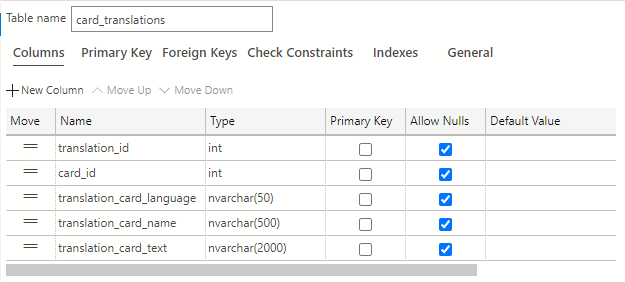 Table name card_translations
Columns Primary Key Foreign Keys Check Constraints Indexes General
New Column Move Up Move Down
Move Name Type Primary Key Allow Nulls Default Value
translation_id int
card_id int
translation_card_language nvarchar(50)
translation_card_name nvarchar(500)
translation_card_text nvarchar(2000)